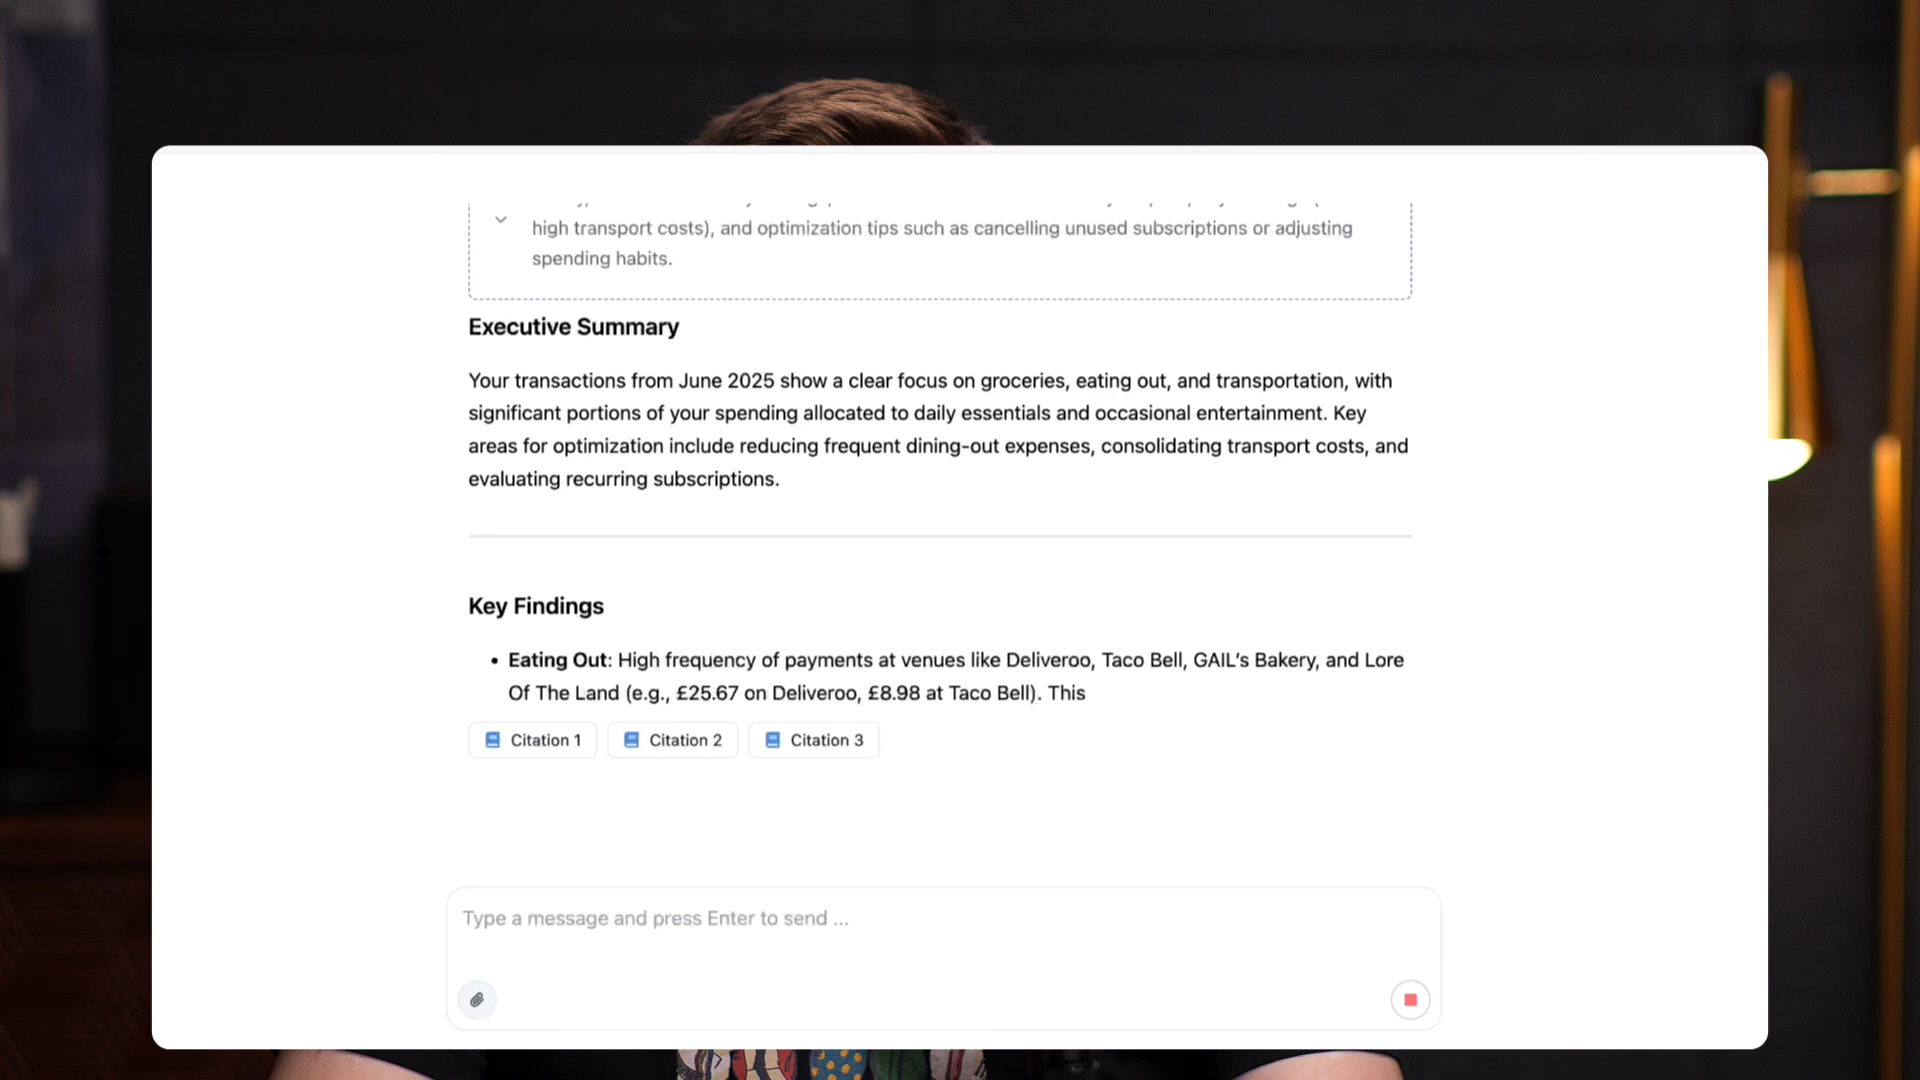 high transport costs), and optimization tips such as cancelling unused subscriptions or adjusting
spending habits.
Executive Summary
Your transactions from June 2025 show a clear focus on groceries, eating out, and transportation, with
significant portions of your spending allocated to daily essentials and occasional entertainment. Key
areas for optimization include reducing frequent dining-out expenses, consolidating transport costs, and
evaluating recurring subscriptions.
Key Findings
• Eating Out: High frequency of payments at venues like Deliveroo, Taco Bell, GAIL’s Bakery, and Lore
Of The Land (e.g., £25.67 on Deliveroo, £8.98 at Taco Bell). This
Citation 1
Citation 2
Citation 3
Type a message and press Enter to send ...